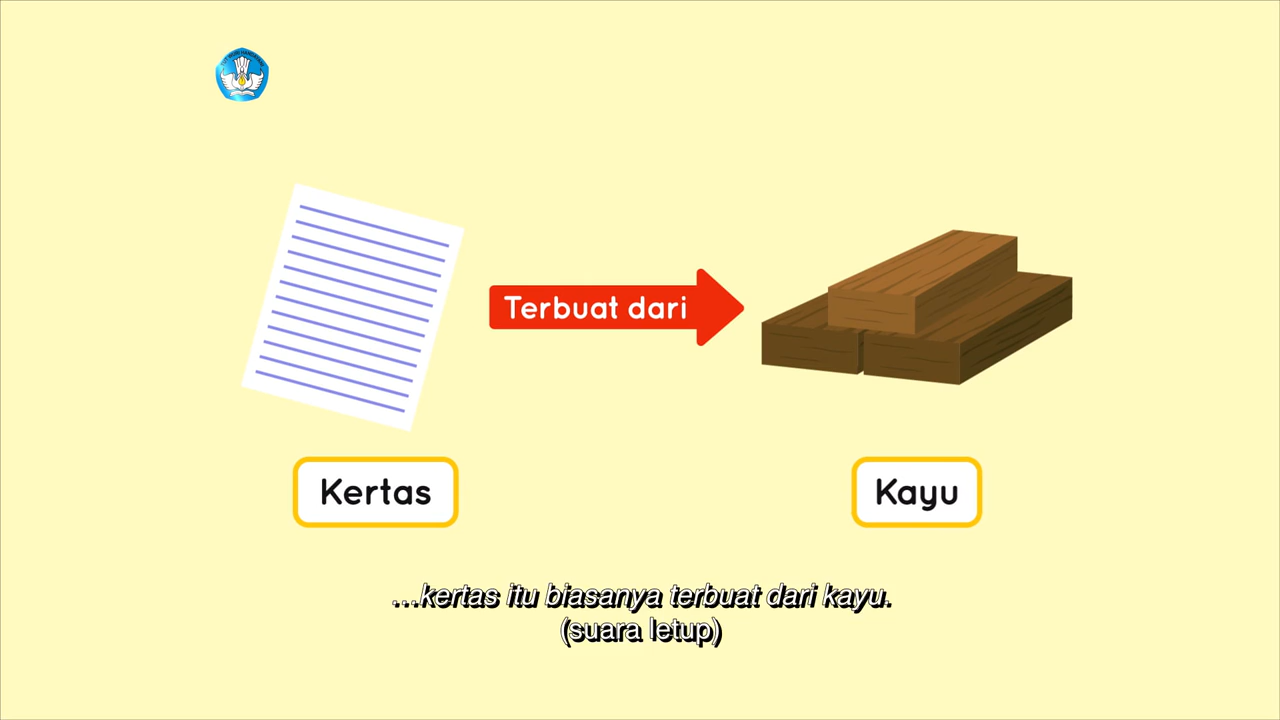 Terbuat dari
Kertas
Kayu
...kertas itu biasanya terbuat dari kayu.
(suara letup)